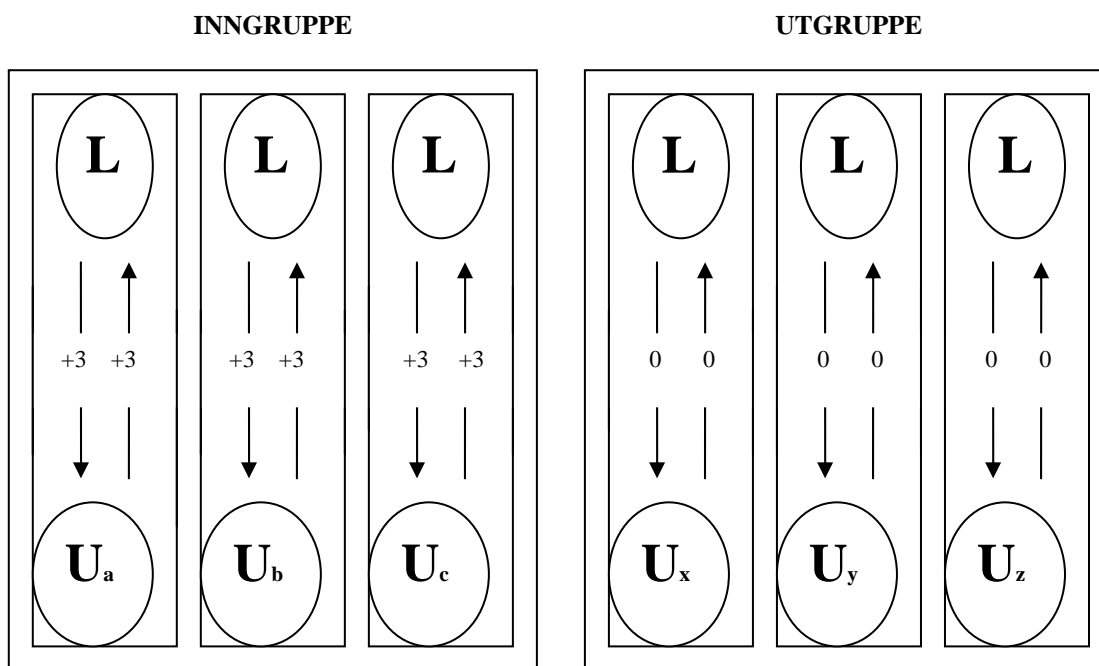 INNGRUPPE UTGRUPPE
L L L L L L
+3 +3 +3 +3 +3 +3 0 0 0 0 0 0
Ua Ub Uc Ux Uy Uz